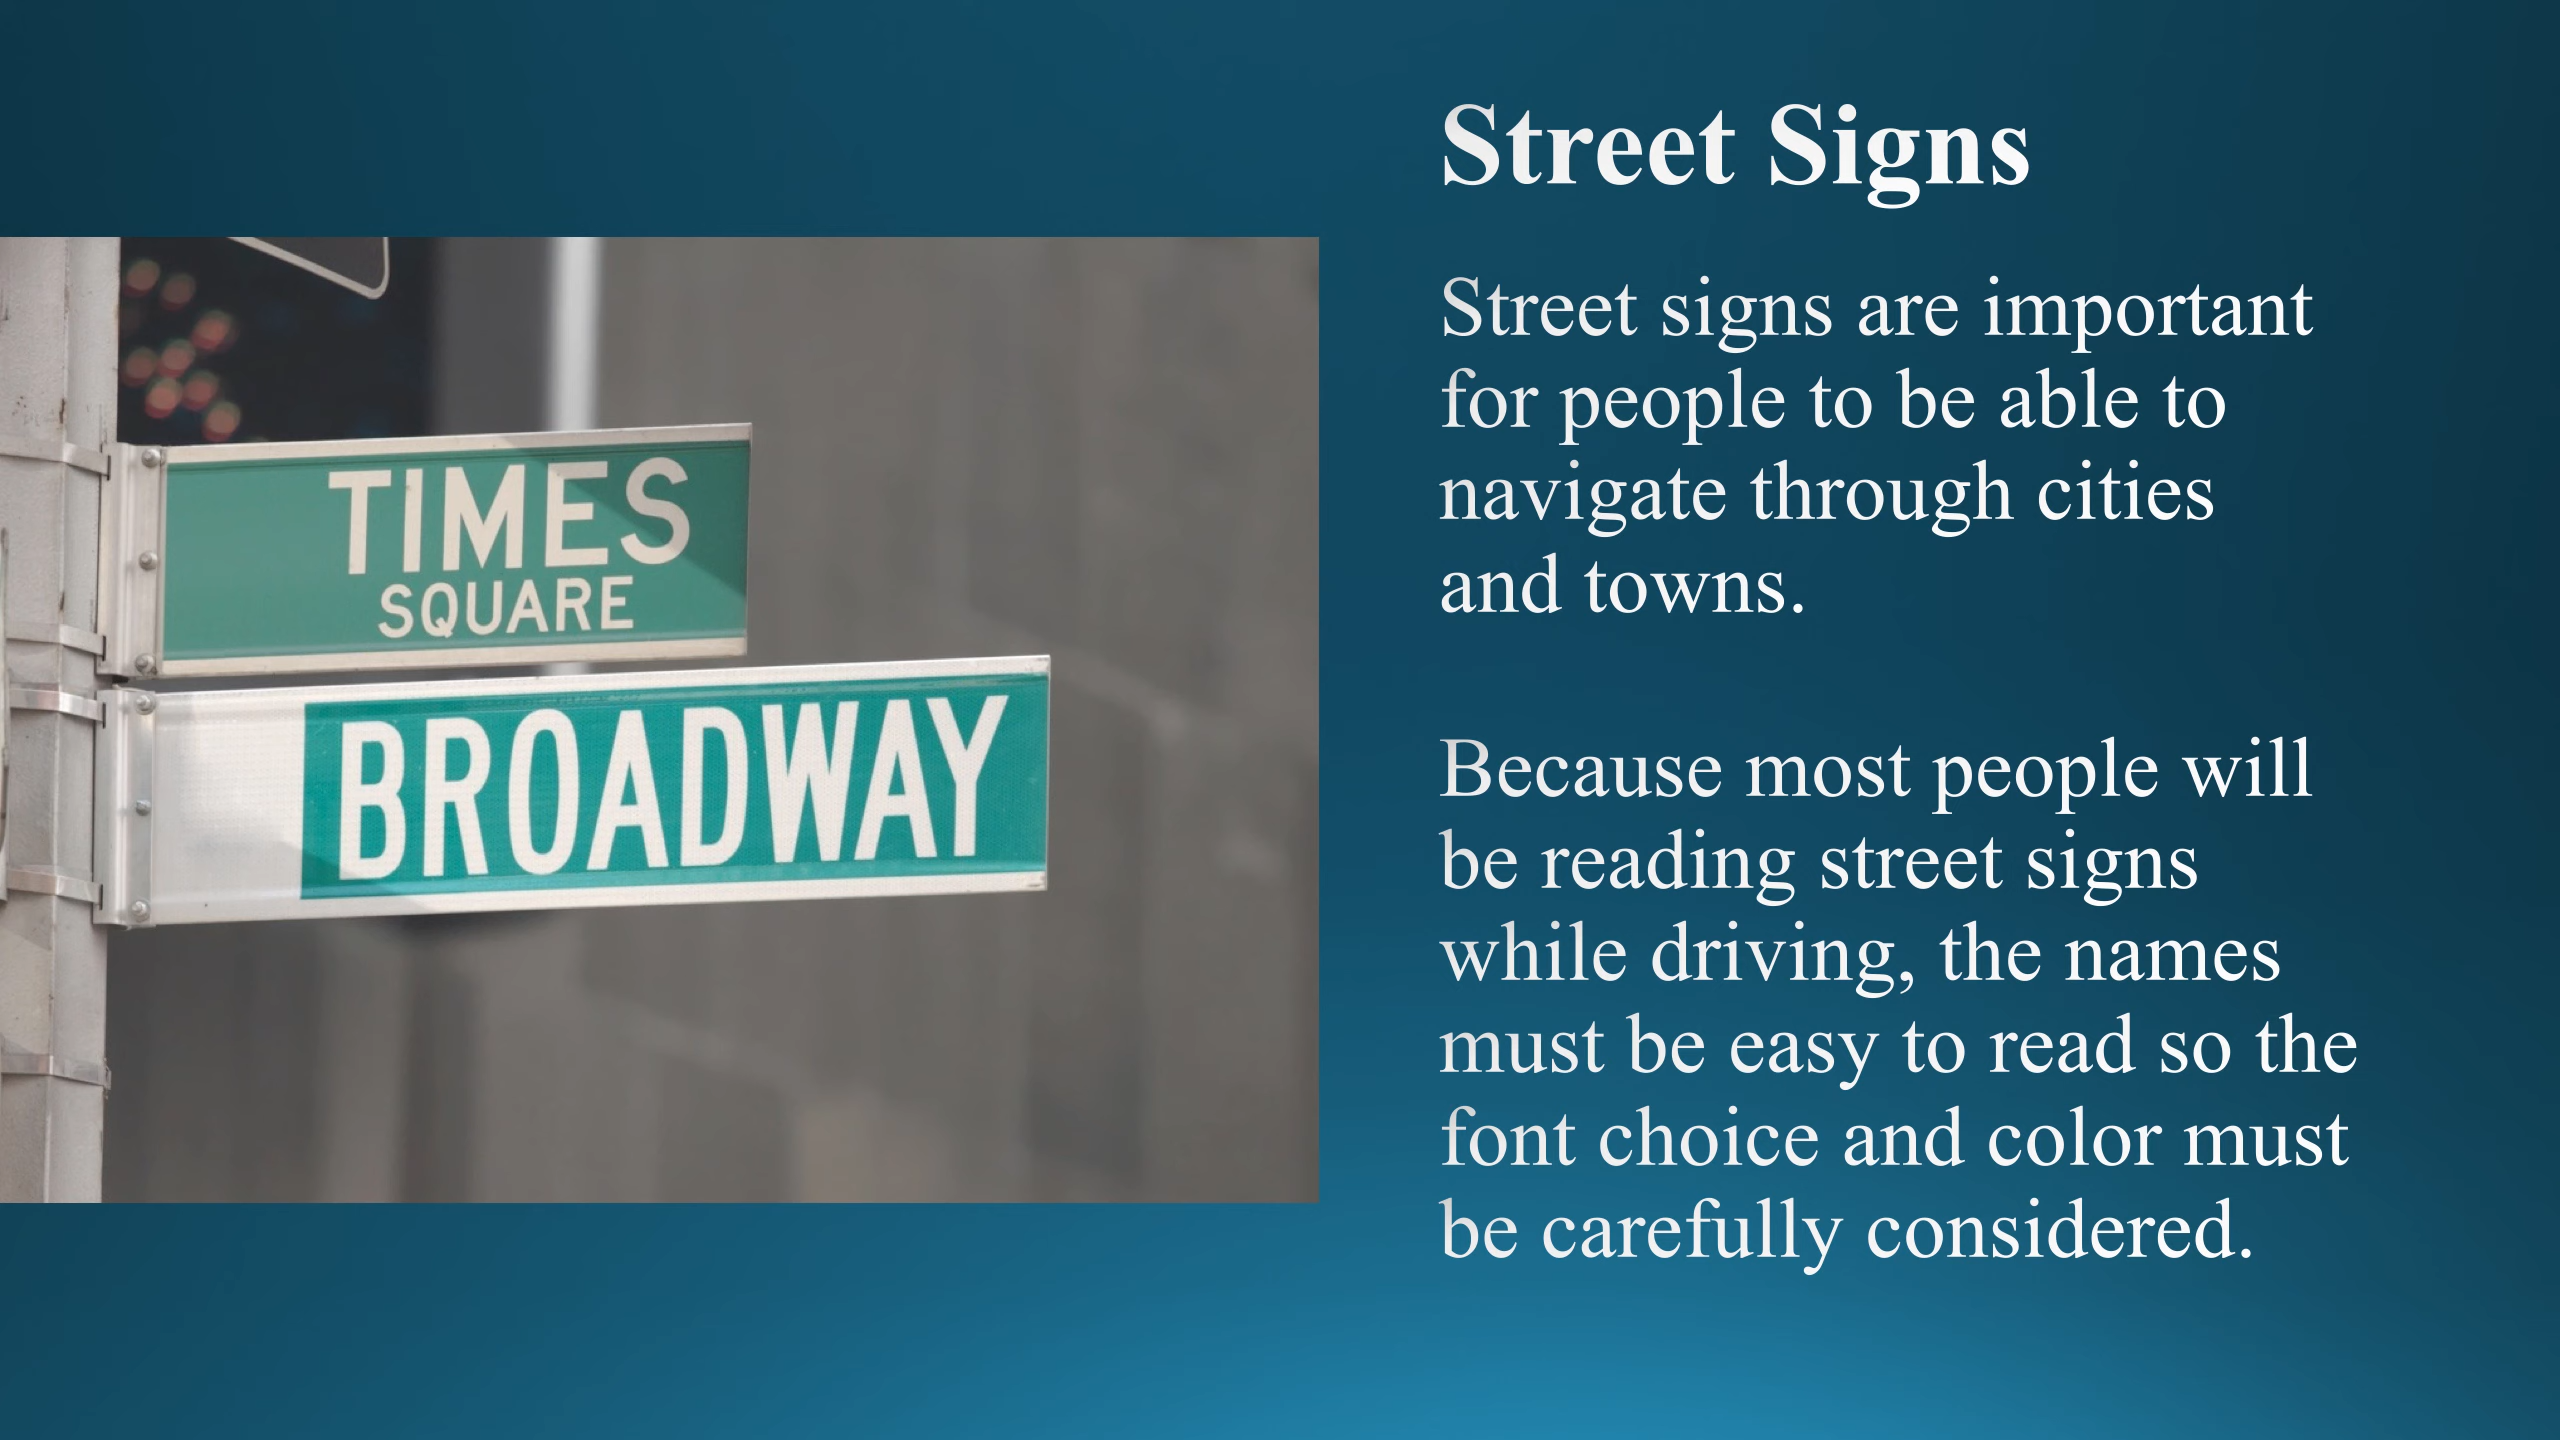 Street Signs
Street signs are important
for people to be able to
navigate through cities
and towns.
Because most people will
be reading street signs
while driving, the names
must be easy to read so the
font choice and color must
be carefully considered.
TIMES
SQUARE
BROADWAY